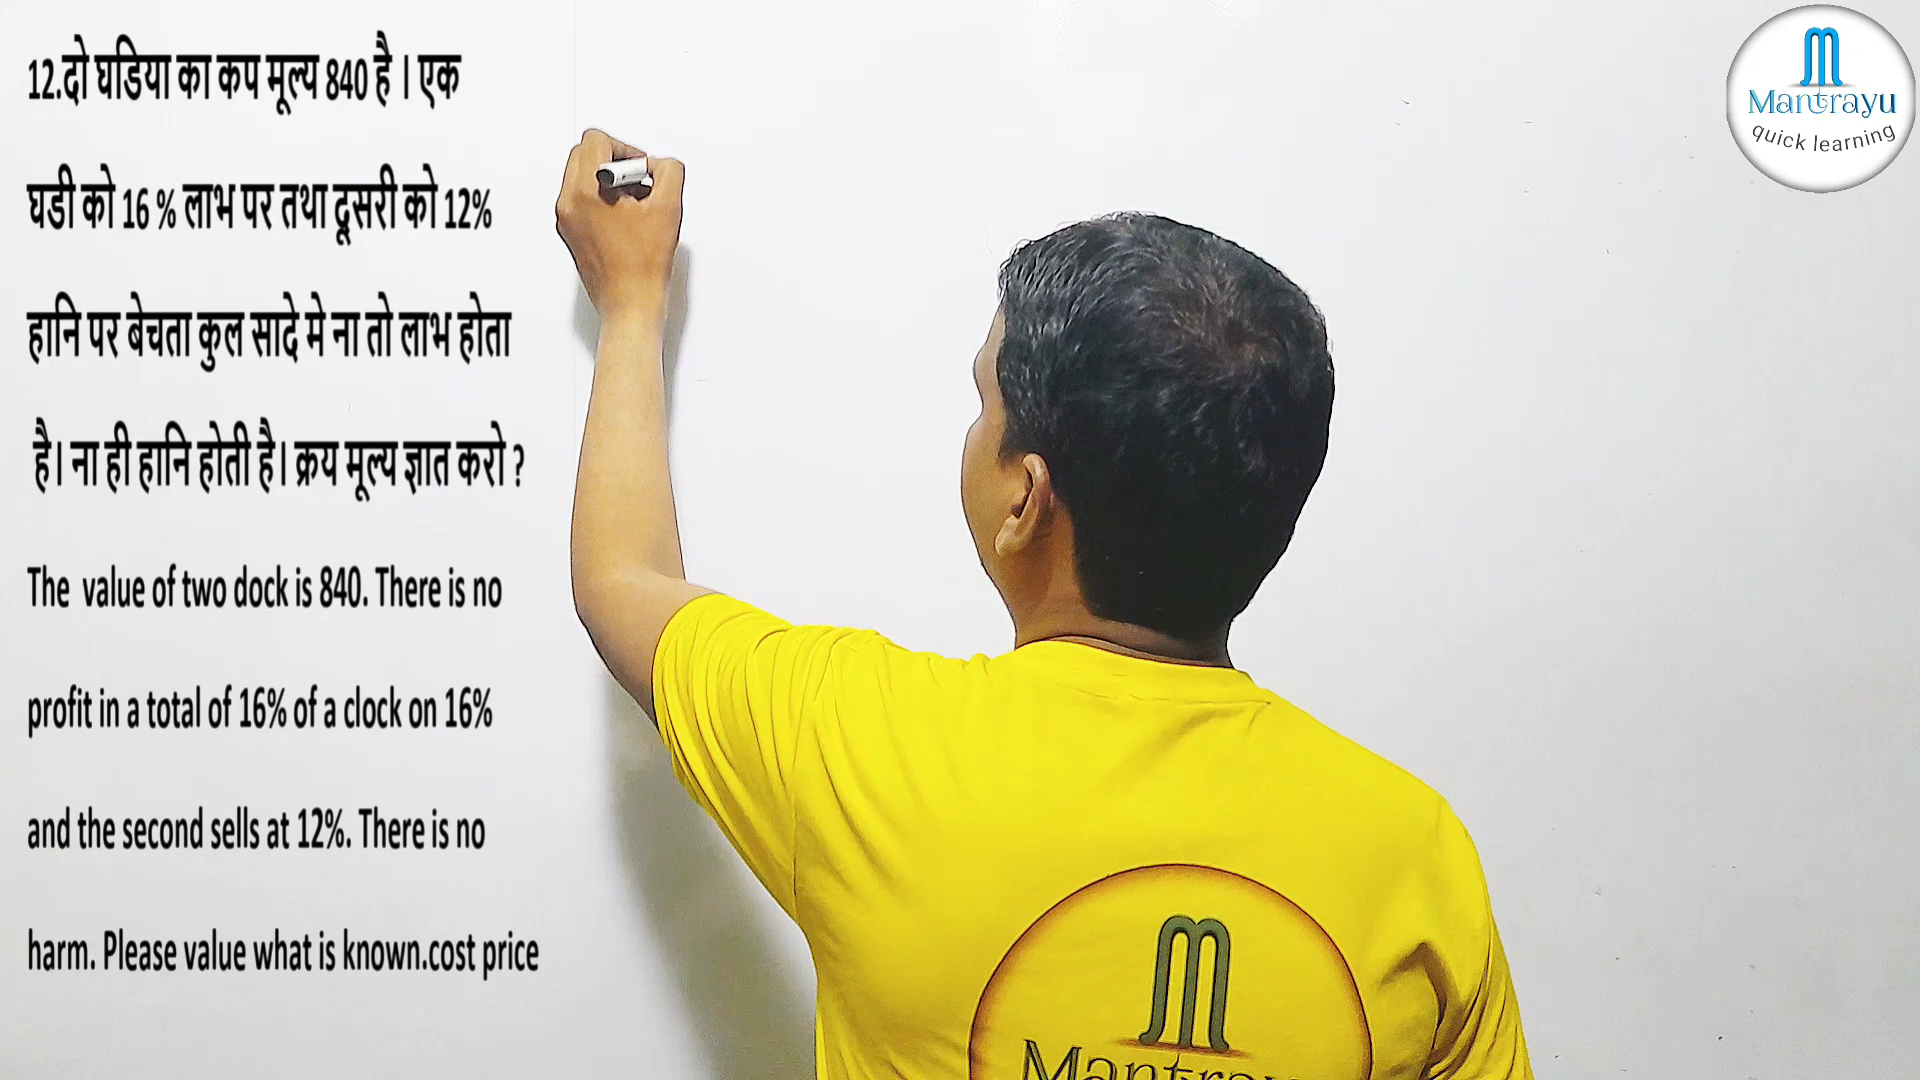 12.दो घडिया का कप मूल्य 840 है । एक
घडी को 16 % लाभ पर तथा दूसरी को 12%
हानि पर बेचता कुल सादे मे ना तो लाभ होता
है। ना ही हानि होती है। क्रय मूल्य ज्ञात करो ?
The value of two dock is 840. There is no
profit in a total of 16% of a clock on 16%
and the second sells at 12%. There is no
harm. Please value what is known.cost price
m
Mantrayu
quick learning
m
Mantrayu